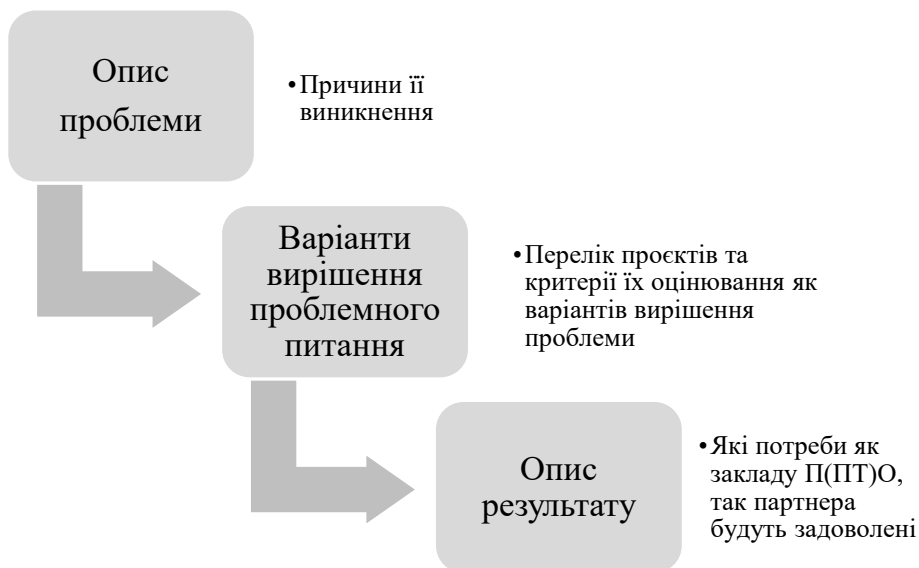 Опис
проблеми
•Причини її
виникнення
Варіанти
вирішення
проблемного
питання
•Перелік проєктів та
критерії їх оцінювання як
варіантів вирішення
проблеми
Опис
результату
•Які потреби як
закладу П(ПТ)О,
так партнера
будуть задоволені